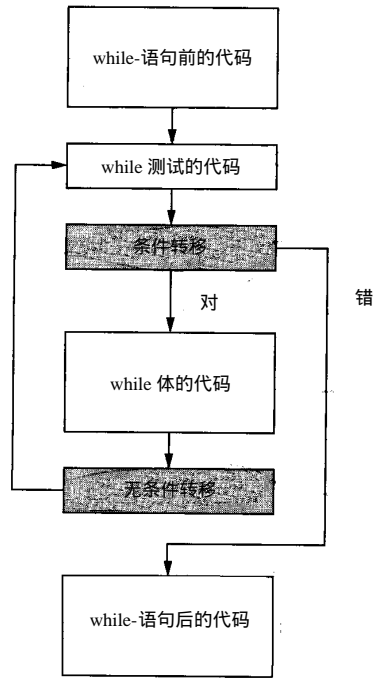 while-语句前的代码
while 测试的代码
条件转移
对
错
while 体的代码
无条件转移
while-语句后的代码